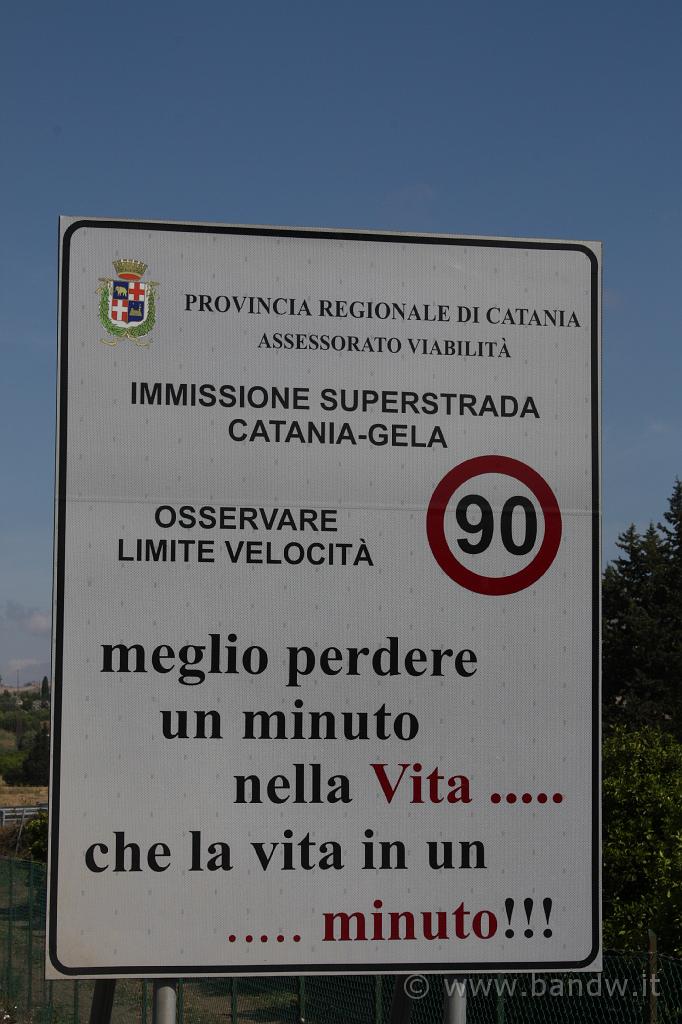 PROVINCIA REGIONALE DI CATANIA
ASSESSORATO VIABILITÀ
IMMISSIONE SUPERSTRADA
CATANIA-GELA
OSSERVARE
LIMITE VELOCITÀ
90
meglio perdere
un minuto
nella Vita .....
che la vita in un
..... minuto!!!
© www.bandw.it